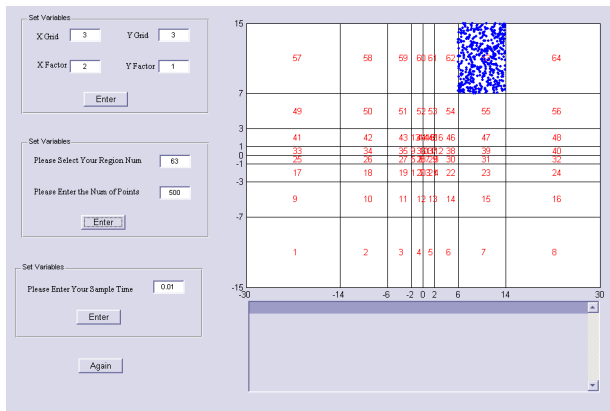 Set Variables
X Grid 3 Y Grid 3
X Factor 2 Y Factor 1
Enter
Set Variables
Please Select Your Region Num 63
Please Enter the Num of Points 500
Enter
Set Variables
Please Enter Your Sample Time 0.01
Enter
Again
15
57 58 59 60 61 62 64
7
49 50 51 52 53 54 55 56
3
41 42 43 46 47 48
1
33 34 35 38 39 40
0
25 26 27 30 31 32
-1
17 18 19 22 23 24
-3
9 10 11 12 13 14 15 16
-7
1 2 3 4 5 6 7 8
-15
-30 -14 -6 -2 0 2 6 14 30